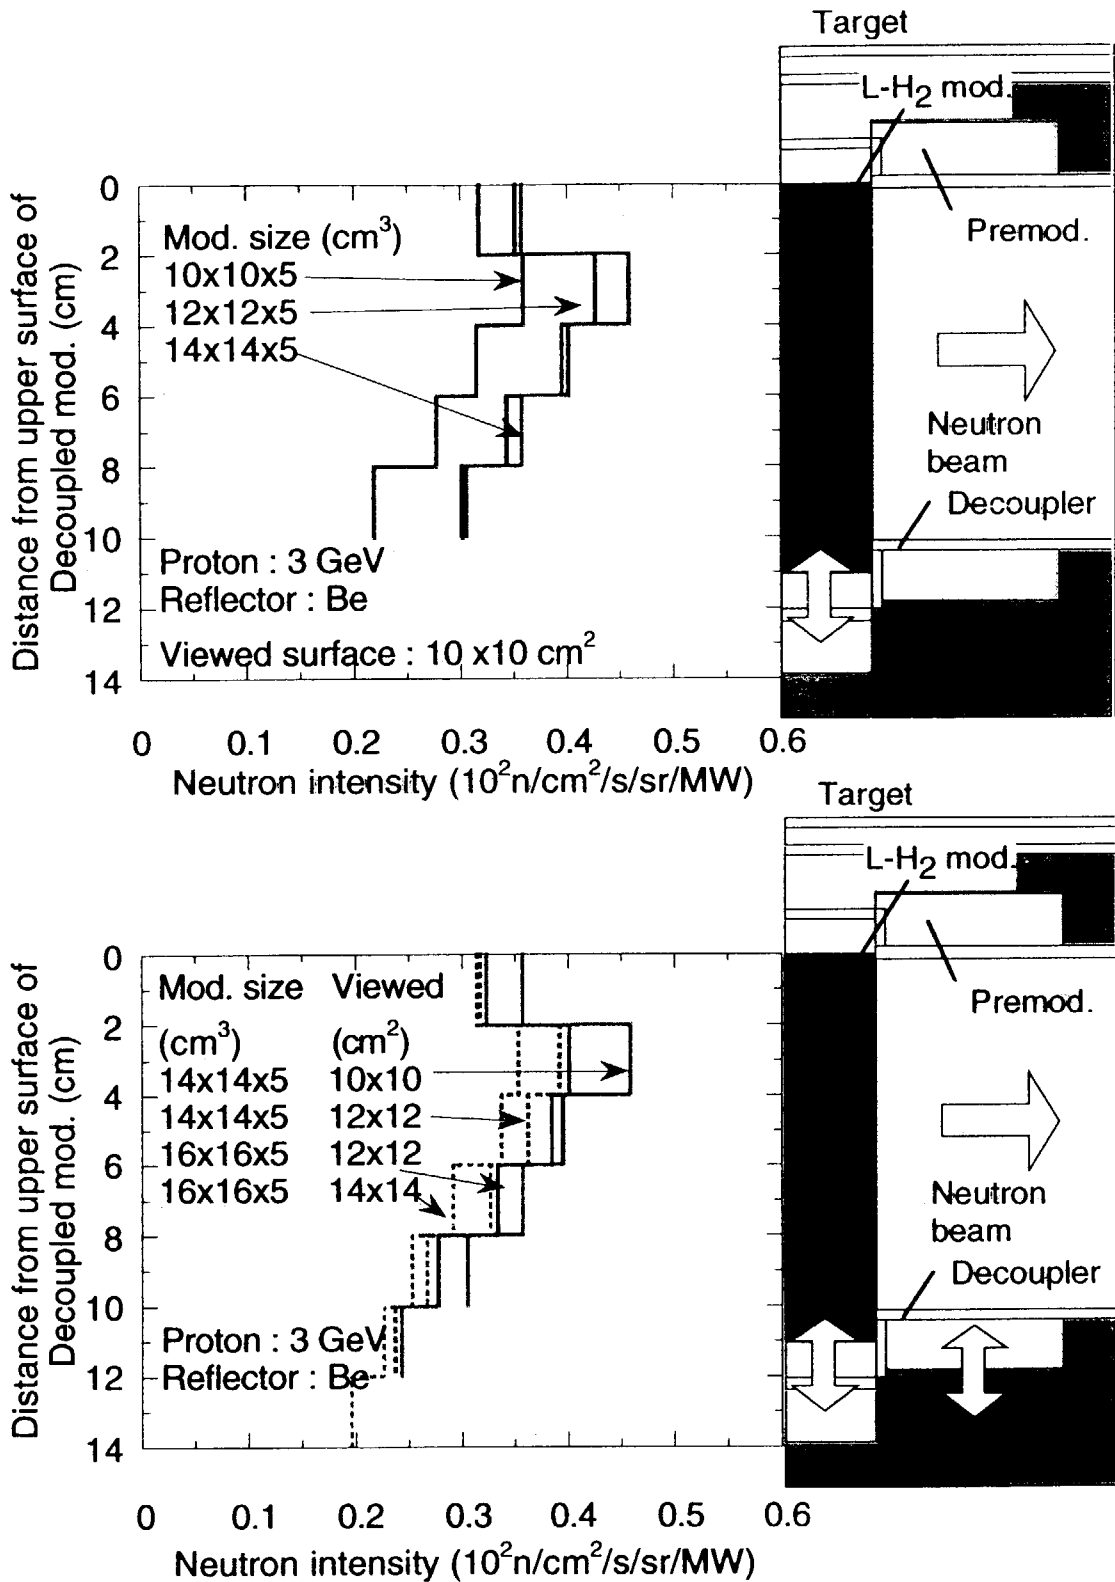 Target
L-H2 mod.
Premod.
Neutron
beam
Decoupler
Distance from upper surface of
Decoupled mod. (cm)
0
2
4
6
8
10
12
14
Mod. size (cm3)
10x10x5
12x12x5
14x14x5
Proton : 3 GeV
Reflector : Be
Viewed surface : 10 x10 cm2
0 0.1 0.2 0.3 0.4 0.5 0.6
Neutron intensity (10²n/cm²/s/sr/MW)
Target
L-H2 mod.
Premod.
Neutron
beam
Decoupler
Distance from upper surface of
Decoupled mod. (cm)
0
2
4
6
8
10
12
14
Mod. size Viewed
(cm3) (cm2)
14x14x5 10x10
14x14x5 12x12
16x16x5 12x12
16x16x5 14x14
Proton : 3 GeV
Reflector : Be
0 0.1 0.2 0.3 0.4 0.5 0.6
Neutron intensity (10²n/cm²/s/sr/MW)